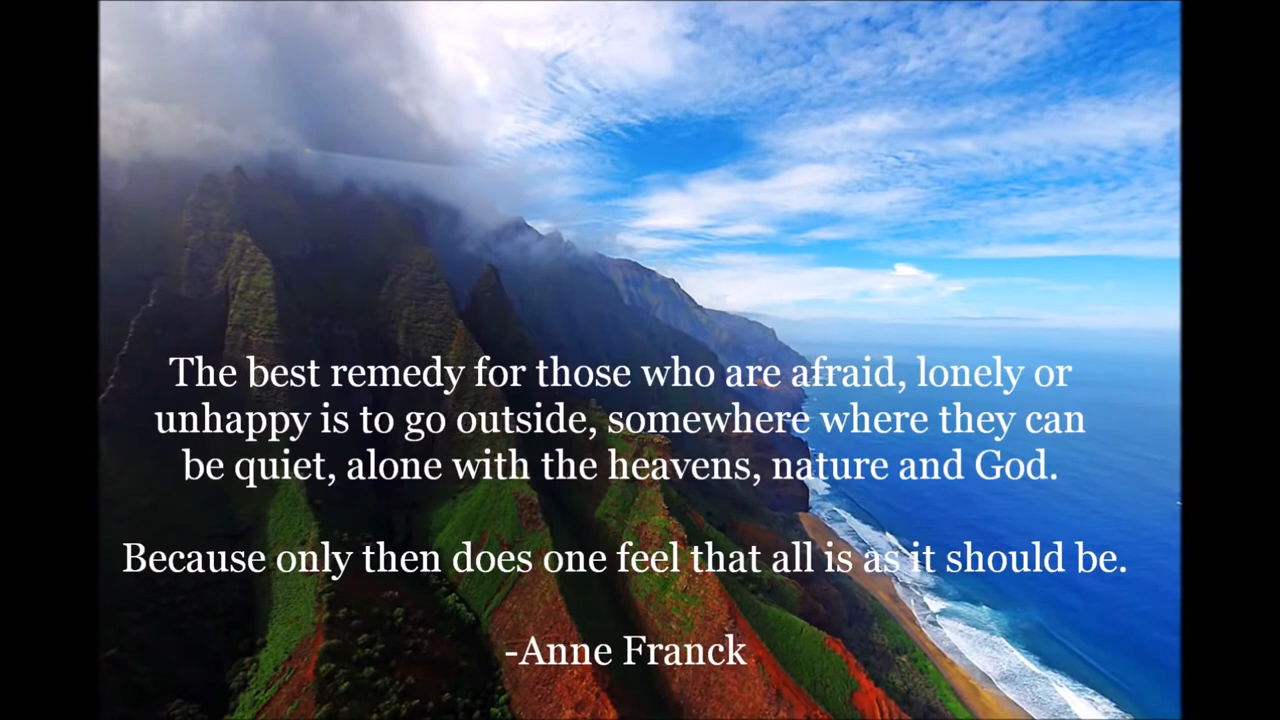 The best remedy for those who are afraid, lonely or
unhappy is to go outside, somewhere where they can
be quiet, alone with the heavens, nature and God.
Because only then does one feel that all is as it should be.
-Anne Franck